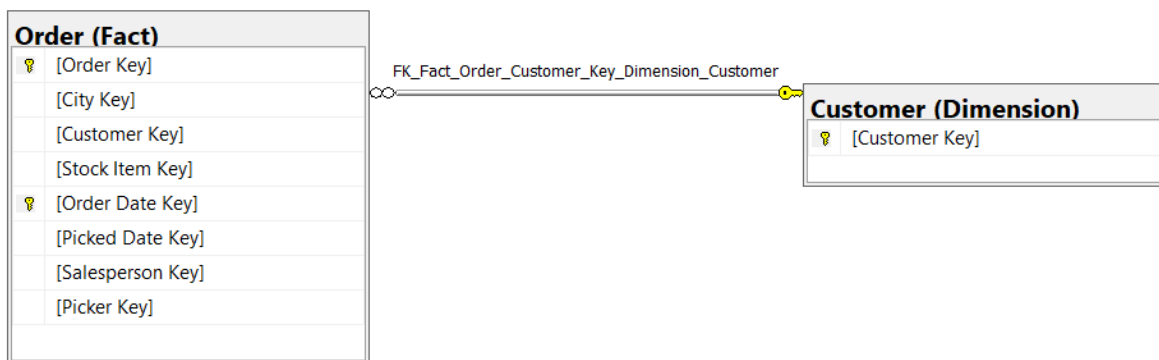 Order (Fact)
[Order Key]
[City Key]
[Customer Key]
[Stock Item Key]
[Order Date Key]
[Picked Date Key]
[Salesperson Key]
[Picker Key]
FK_Fact_Order_Customer_Key_Dimension_Customer
Customer (Dimension)
[Customer Key]